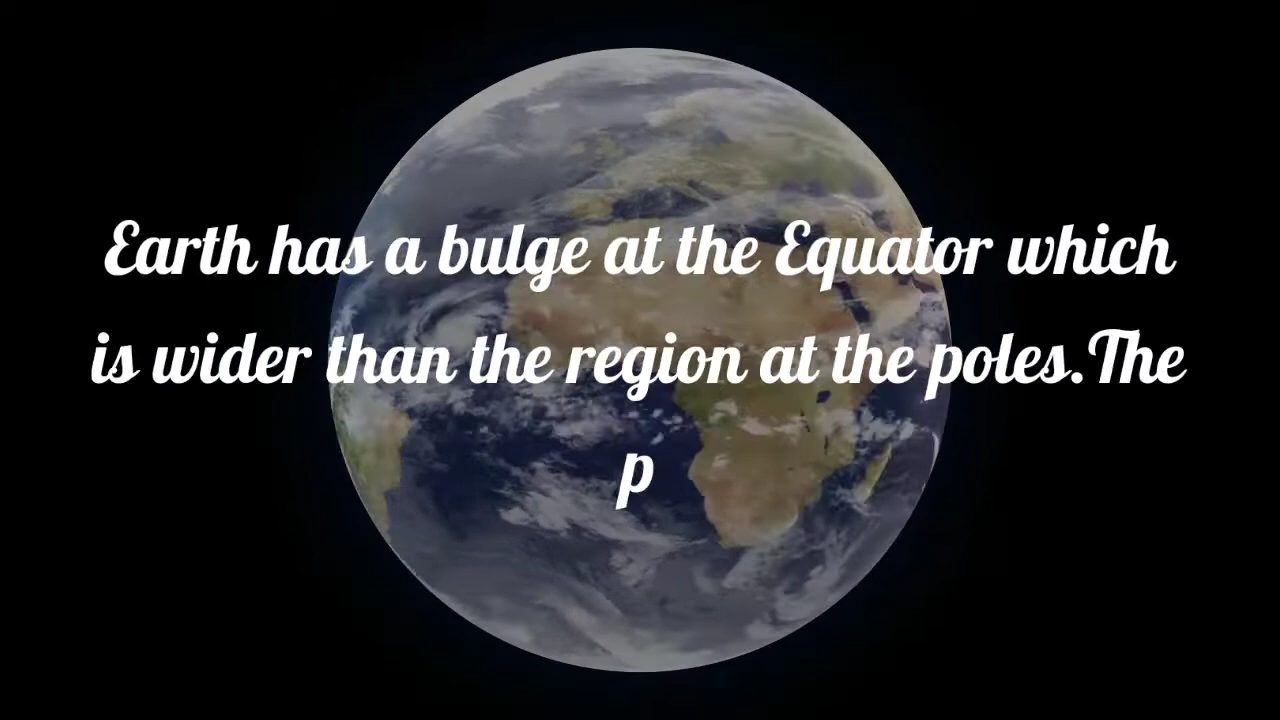 Earth has a bulge at the Equator which
is wider than the region at the poles.The
p